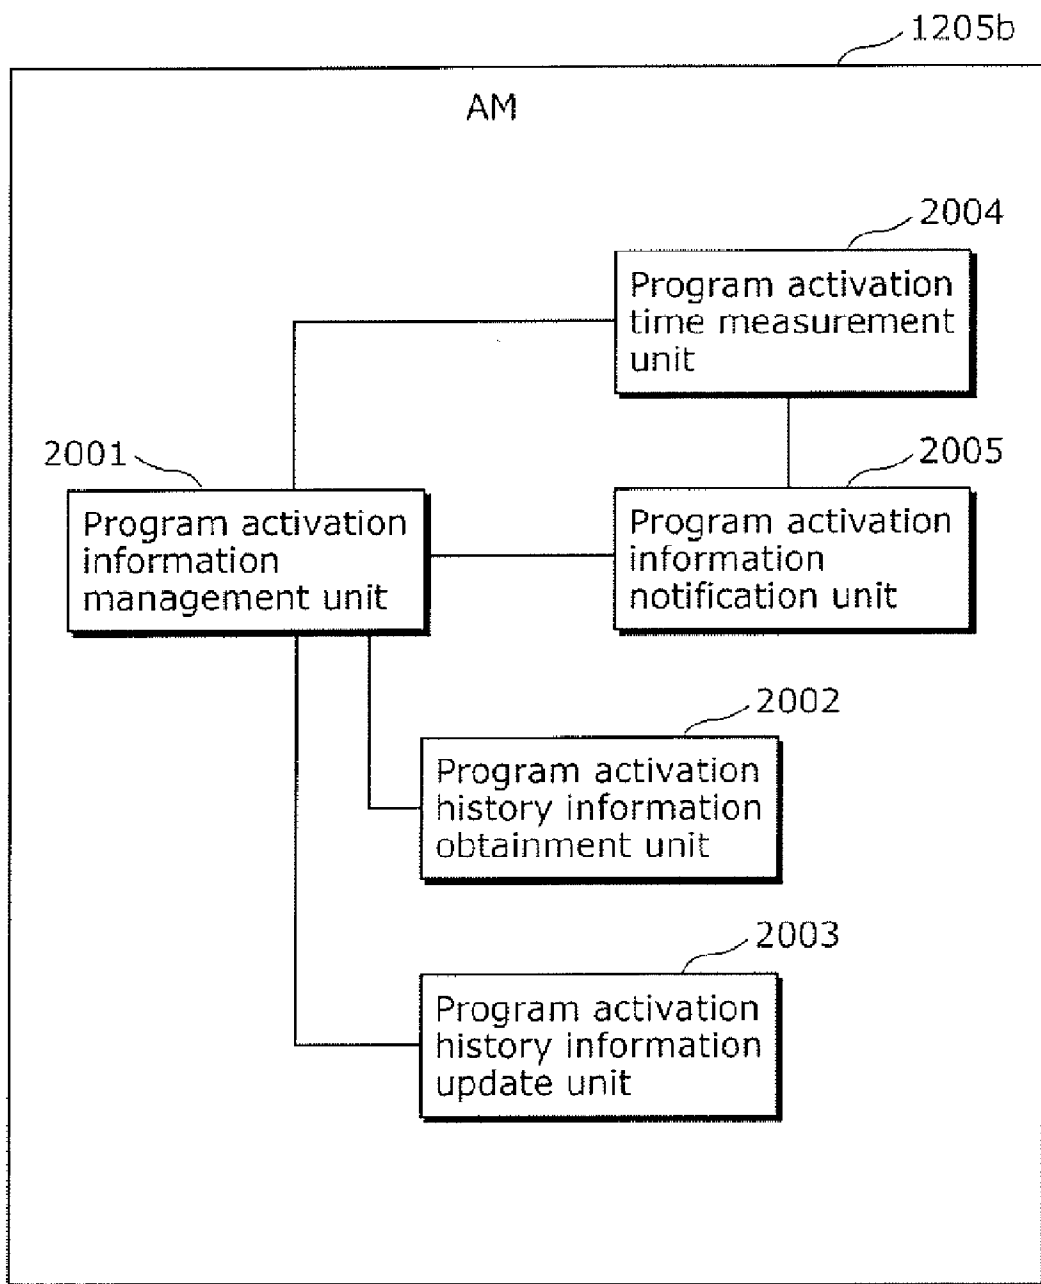 1205b
AM
2004
Program activation
time measurement
unit
2001
Program activation
information
management unit
2005
Program activation
information
notification unit
2002
Program activation
history information
obtainment unit
2003
Program activation
history information
update unit